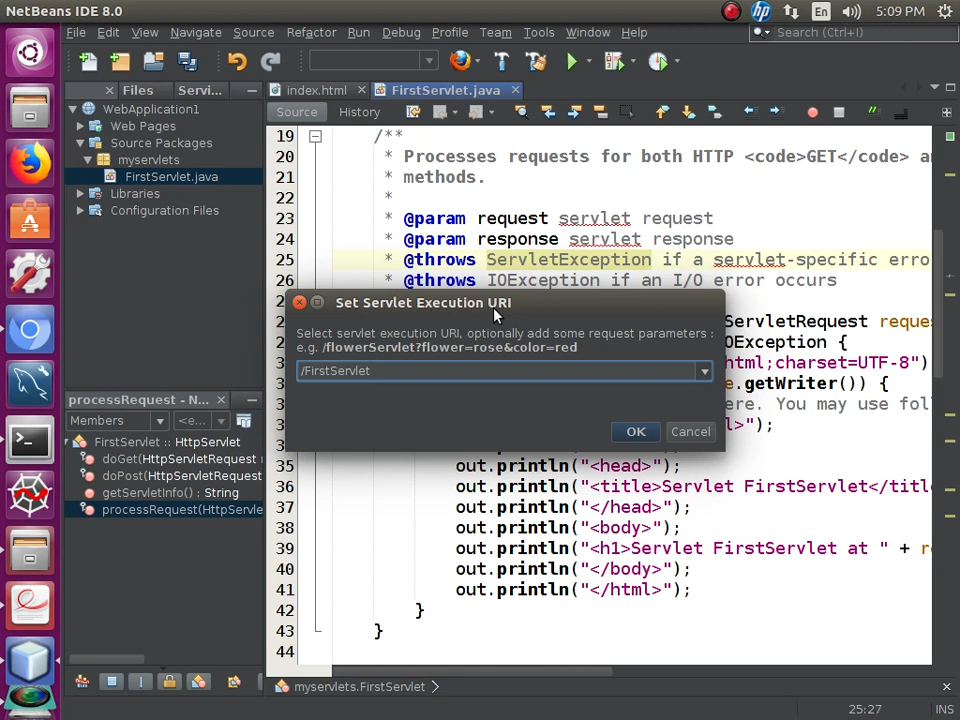 NetBeans IDE 8.0
En
5:09 PM
File Edit View Navigate Source Refactor Run Debug Profile Team Tools Window Help
Search (Ctrl+I)
Files
Servi...
index.html
FirstServlet.java
Source
History
WebApplication1
Web Pages
Source Packages
myservlets
FirstServlet.java
Libraries
Configuration Files
19 /**
20 * Processes requests for both HTTP <code>GET</code> a
21 * methods.
22 *
23 * @param request servlet request
24 * @param response servlet response
25 * @throws ServletException if a servlet-specific erro
26 * IOException if an I/O error occurs
ServletRequest reque
OException {
html;charset=UTF-8")
e.getWriter()) {
ere. You may use fol
l>");
Set Servlet Execution URI
Select servlet execution URI, optionally add some request parameters :
e.g. /flowerServlet?flower=rose&color=red
/FirstServlet
OK
Cancel
35 out.println("<head>");
36 out.println("<title>Servlet FirstServlet</titl
37 out.println("</head>");
38 out.println("<body>");
39 out.println("<h1>Servlet FirstServlet at " + r
40 out.println("</body>");
41 out.println("</html>");
42 }
43 }
44
processRequest - N...
Members
<e...
FirstServlet :: HttpServlet
doGet(HttpServletRequest
doPost(HttpServletRequest
getServletInfo() : String
processRequest(HttpServle
myservlets.FirstServlet
25:27
INS